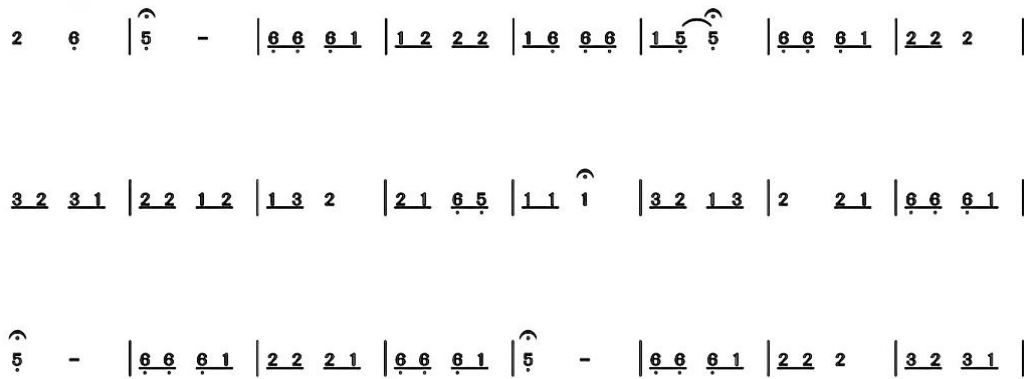 2 6̣ | 5̣ - | 6̣ 6̣ 6̣ 1 | 1 2 2 2 | 1 6̣ 6̣ 6̣ | 1 5̣ 5̣ | 6̣ 6̣ 6̣ 1 | 2 2 2 |
3 2 3 1 | 2 2 1 2 | 1 3 2 | 2 1 6̣ 5̣ | 1 1 1 | 3 2 1 3 | 2 2 1 | 6̣ 6̣ 6̣ 1 |
5̣ - | 6̣ 6̣ 6̣ 1 | 2 2 2 1 | 6̣ 6̣ 6̣ 1 | 5̣ - | 6̣ 6̣ 6̣ 1 | 2 2 2 | 3 2 3 1 |